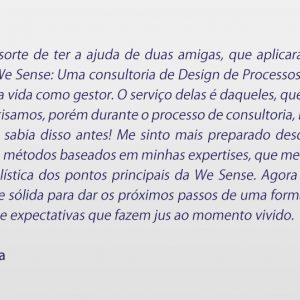 sorte de ter a ajuda de duas amigas, que aplicara
We Sense: Uma consultoria de Design de Processos
a vida como gestor. O serviço delas é daqueles, que
isamos, porém durante o processo de consultoria,
sabia disso antes! Me sinto mais preparado desd
métodos baseados em minhas expertises, que me
lística dos pontos principais da We Sense. Agora
e sólida para dar os próximos passos de uma form
e expectativas que fazem jus ao momento vivido.
a